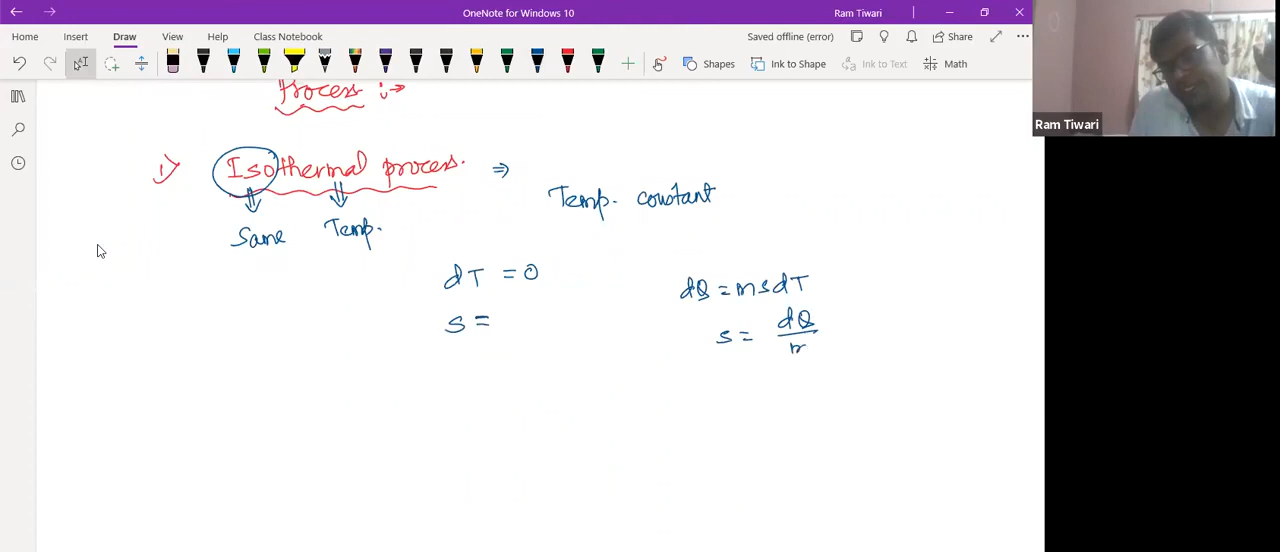 OneNote for Windows 10
Ram Tiwari
Home Insert Draw View Help Class Notebook
Saved offline (error) Share
Shapes Ink to Shape Ink to Text Math
Process :→
1) Isothermal process. ⇒
Temp. constant
Same Temp.
dT = 0
dQ = msdT
s =
s = dQ/m
Ram Tiwari